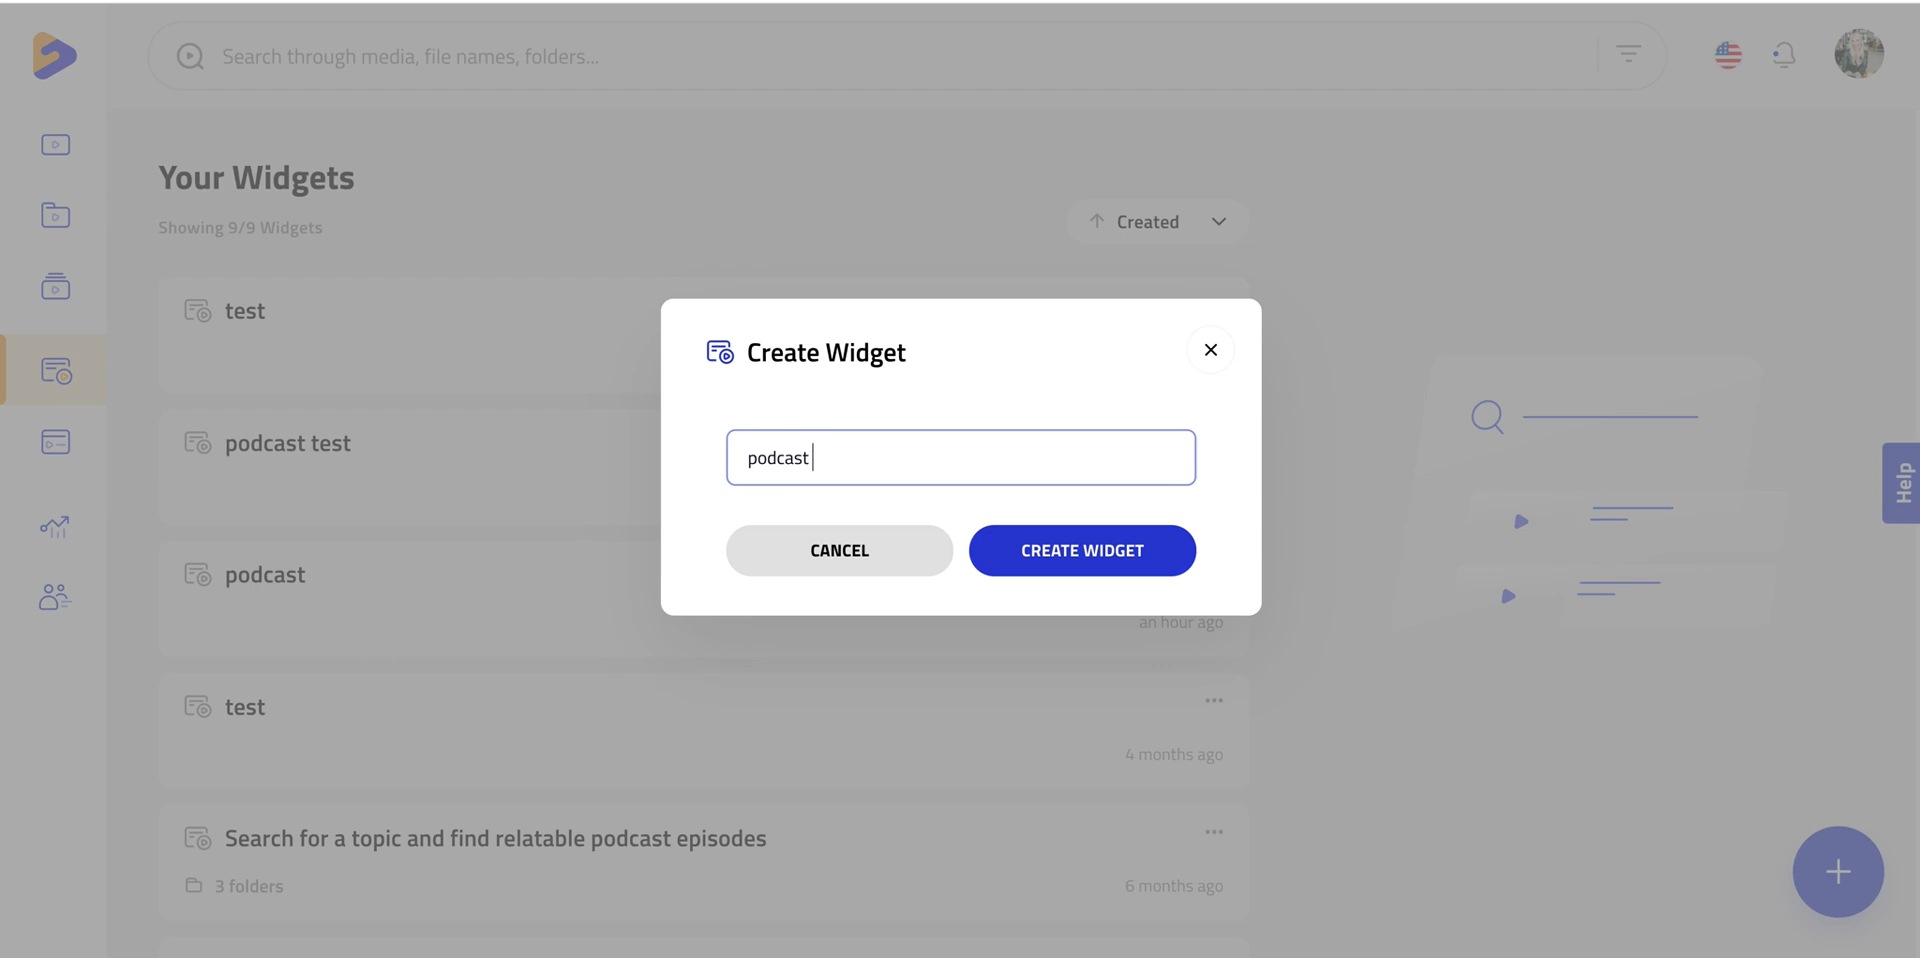 Search through media, file names, folders...
Your Widgets
Showing 9/9 Widgets
Created
test
podcast test
podcast
an hour ago
Create Widget
podcast
CANCEL
CREATE WIDGET
Help
test
4 months ago
Search for a topic and find relatable podcast episodes
3 folders
6 months ago